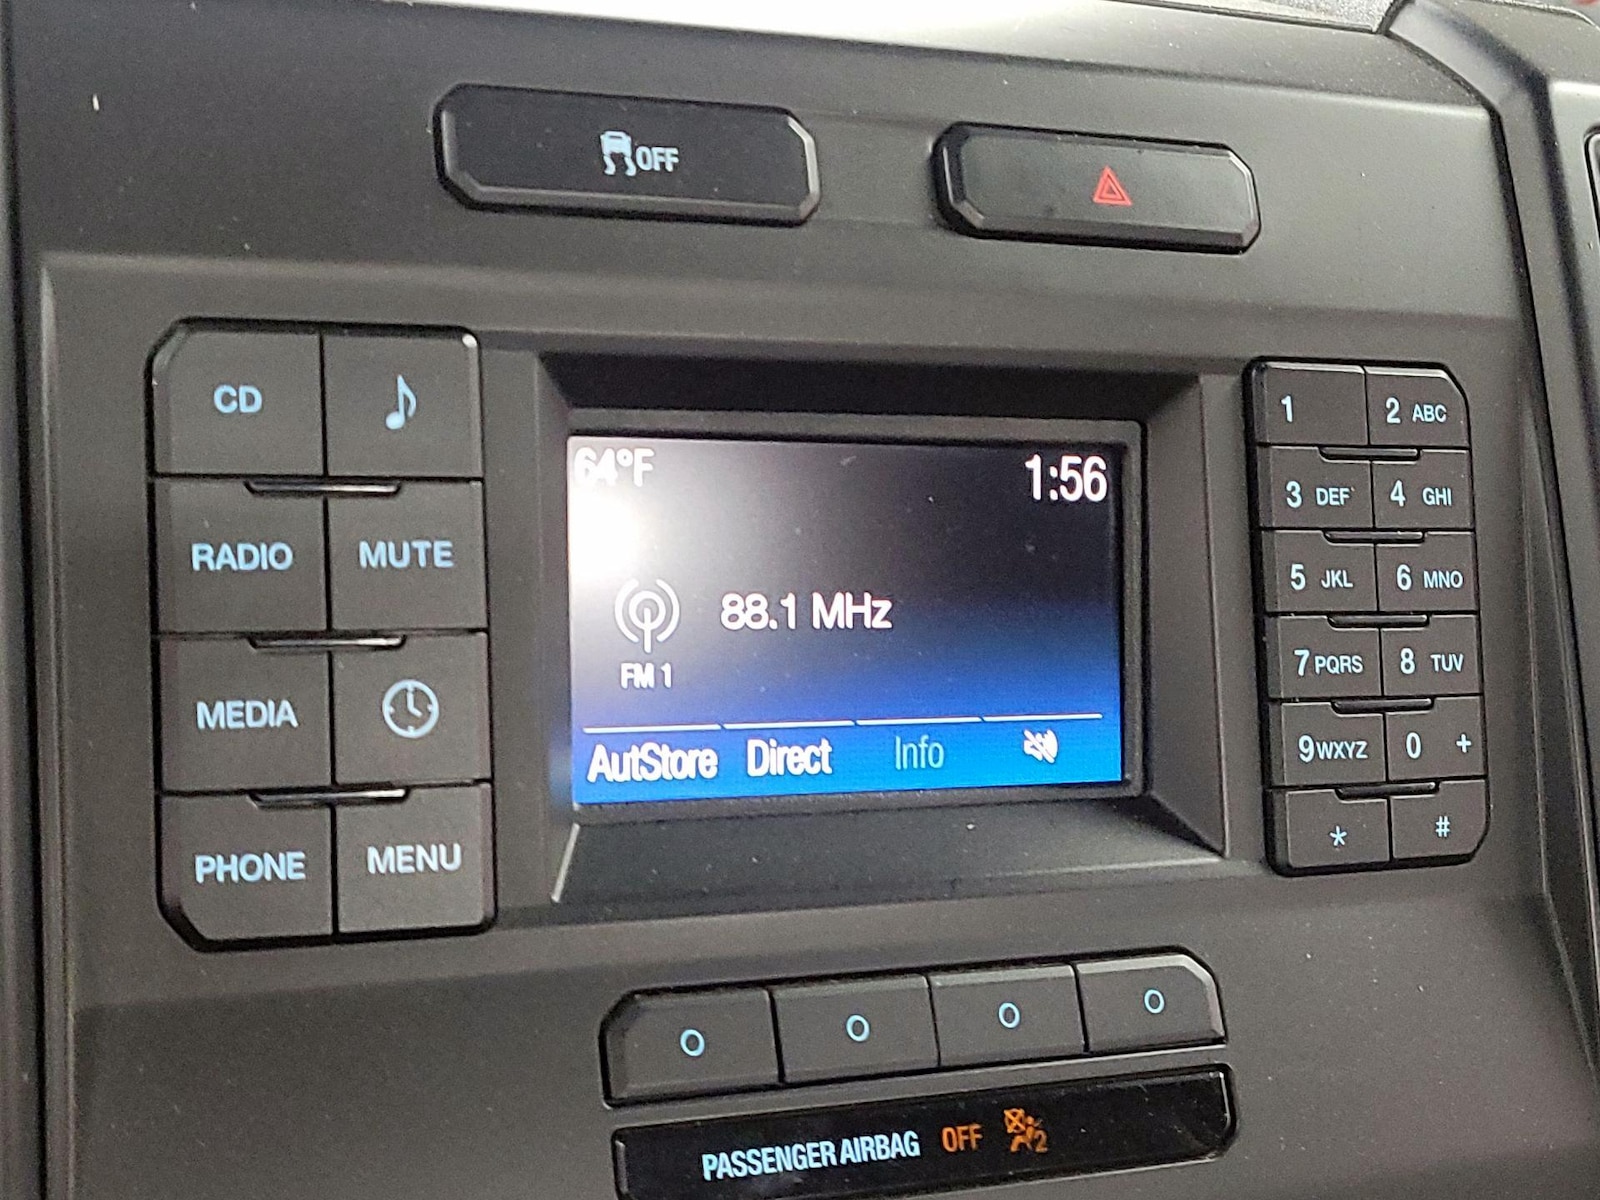 OFF
CD
RADIO MUTE
MEDIA
PHONE MENU
64°F 1:56
88.1 MHz
FM 1
AutStore Direct Info
1 2 ABC
3 DEF 4 GHI
5 JKL 6 MNO
7 PQRS 8 TUV
9 WXYZ 0 +
* #
PASSENGER AIRBAG OFF 2